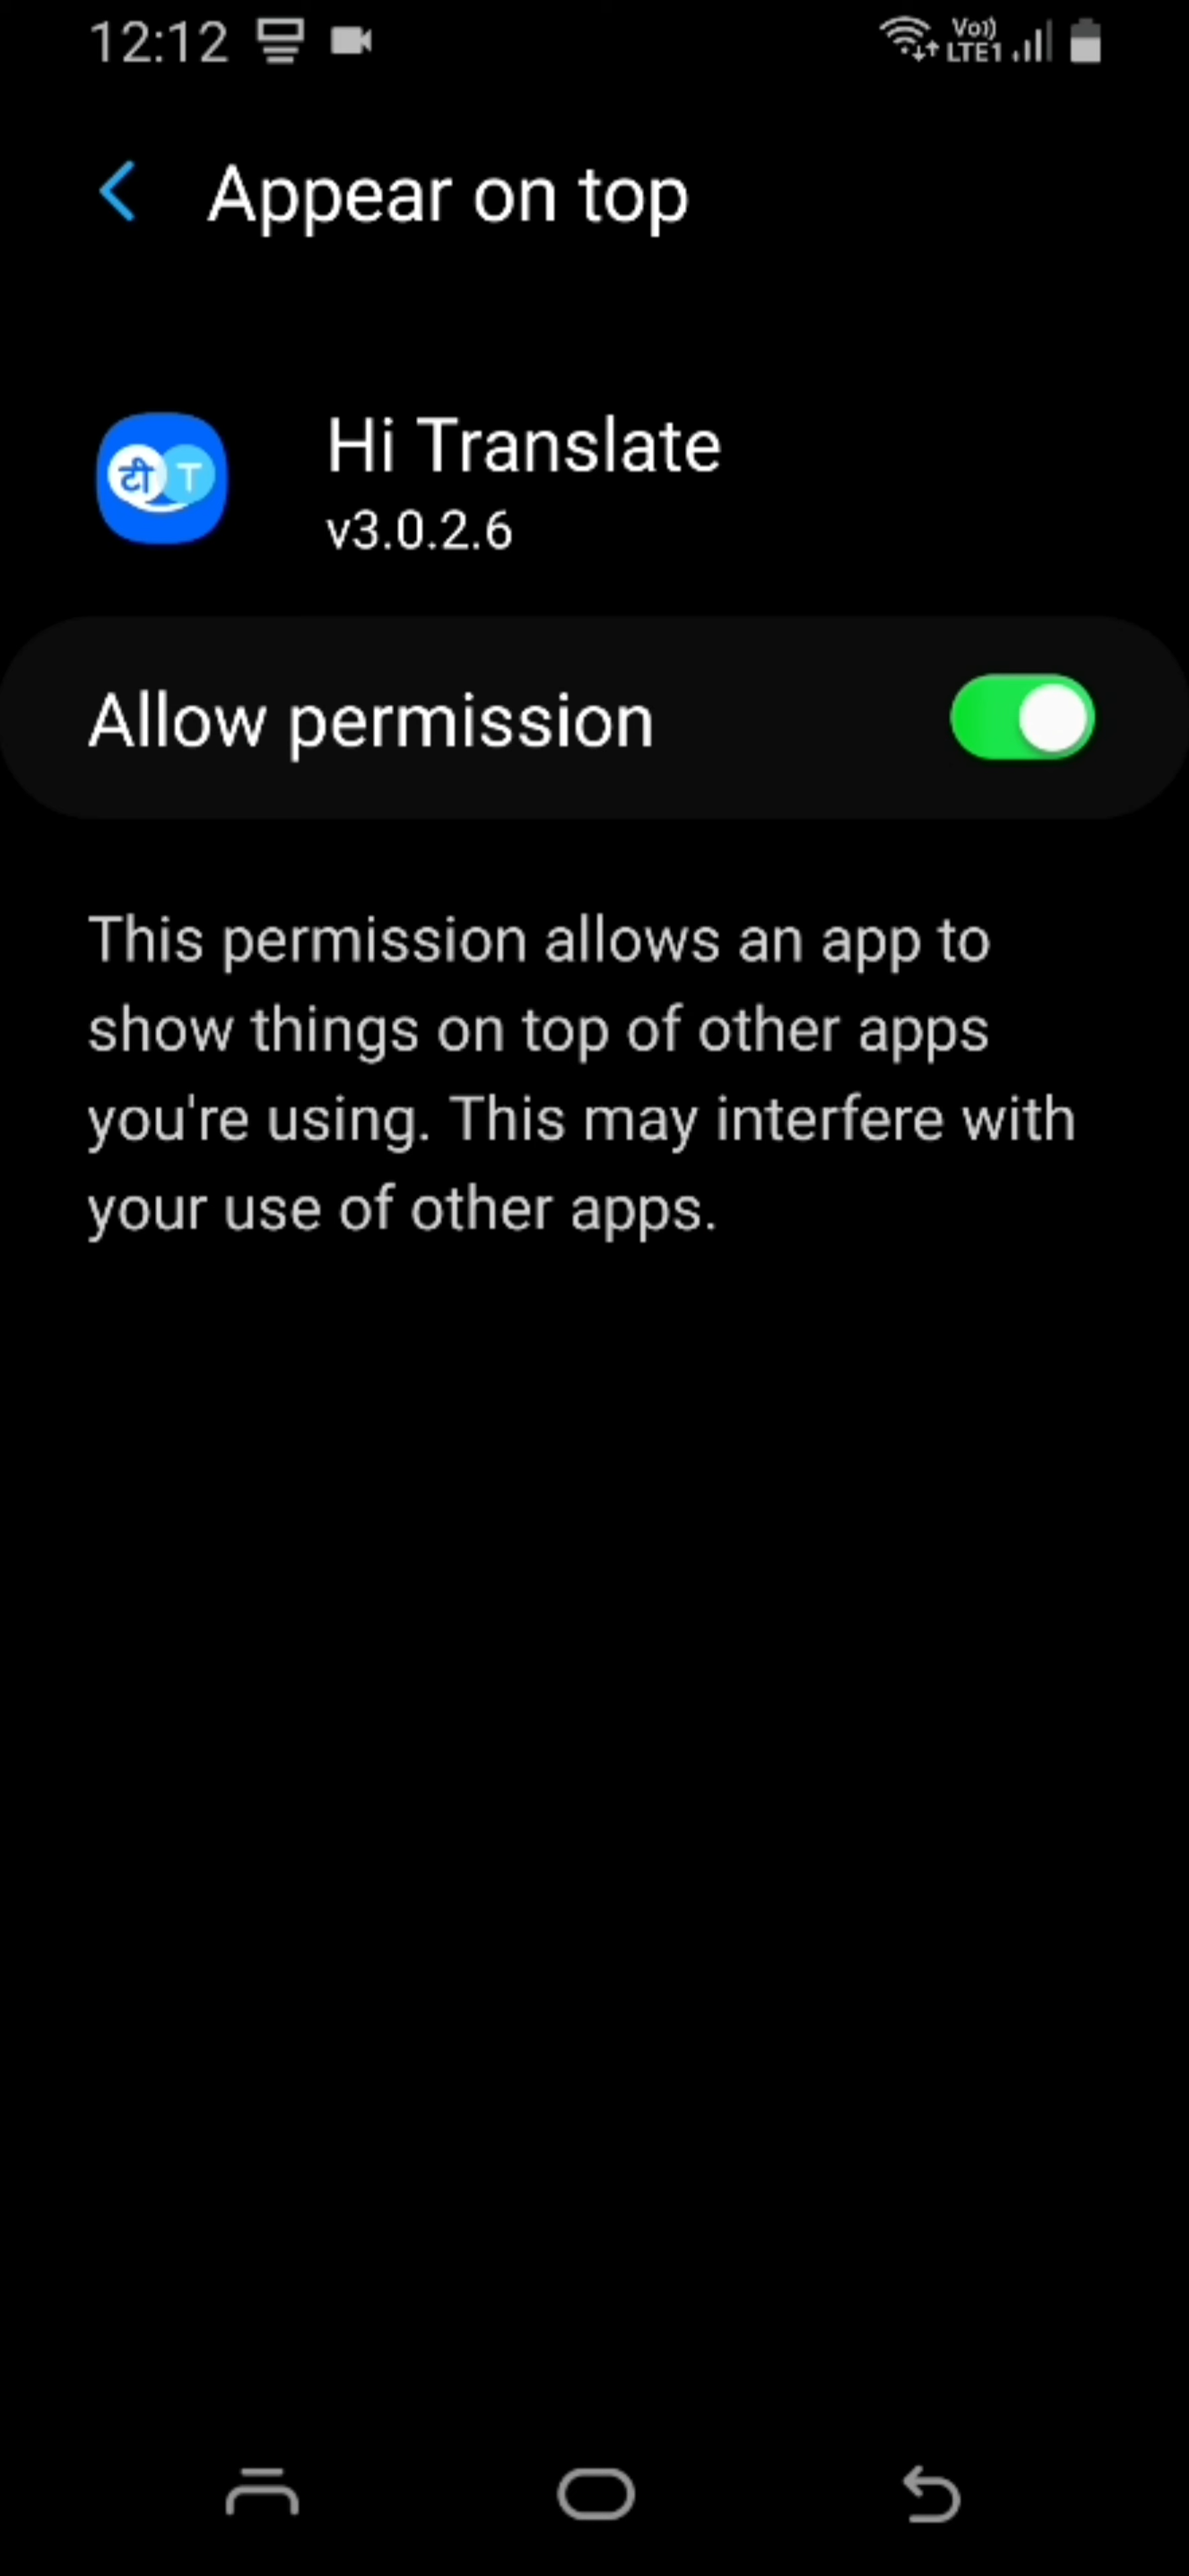 12:12 Vo)) LTE1
Appear on top
टी T
Hi Translate
v3.0.2.6
Allow permission
This permission allows an app to
show things on top of other apps
you're using. This may interfere with
your use of other apps.